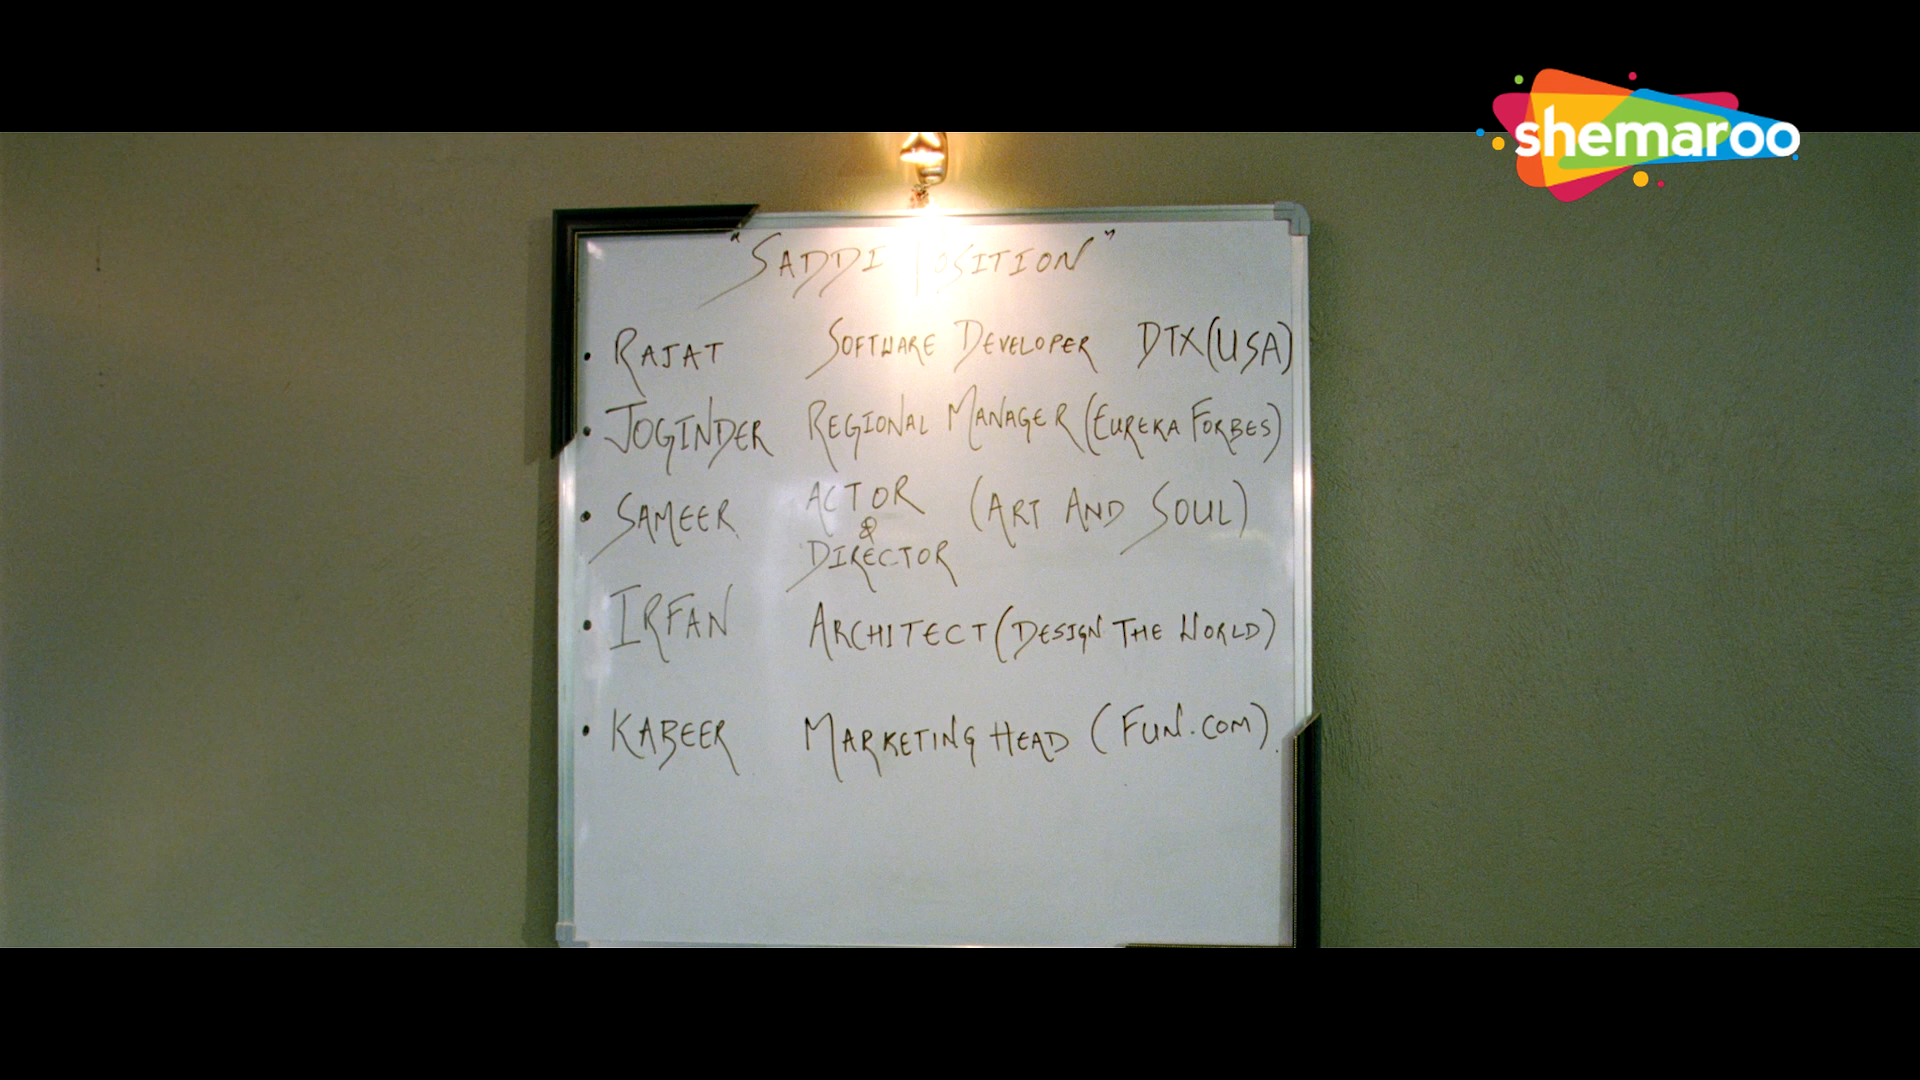 shemaroo
"SADDI POSITION"
• RAJAT SOFTWARE DEVELOPER DTX(USA)
• JOGINDER REGIONAL MANAGER (EUREKA FORBES)
• SAMEER ACTOR & DIRECTOR (ART AND SOUL)
• IRFAN ARCHITECT (DESIGN THE WORLD)
• KABEER MARKETING HEAD (FUN.COM).